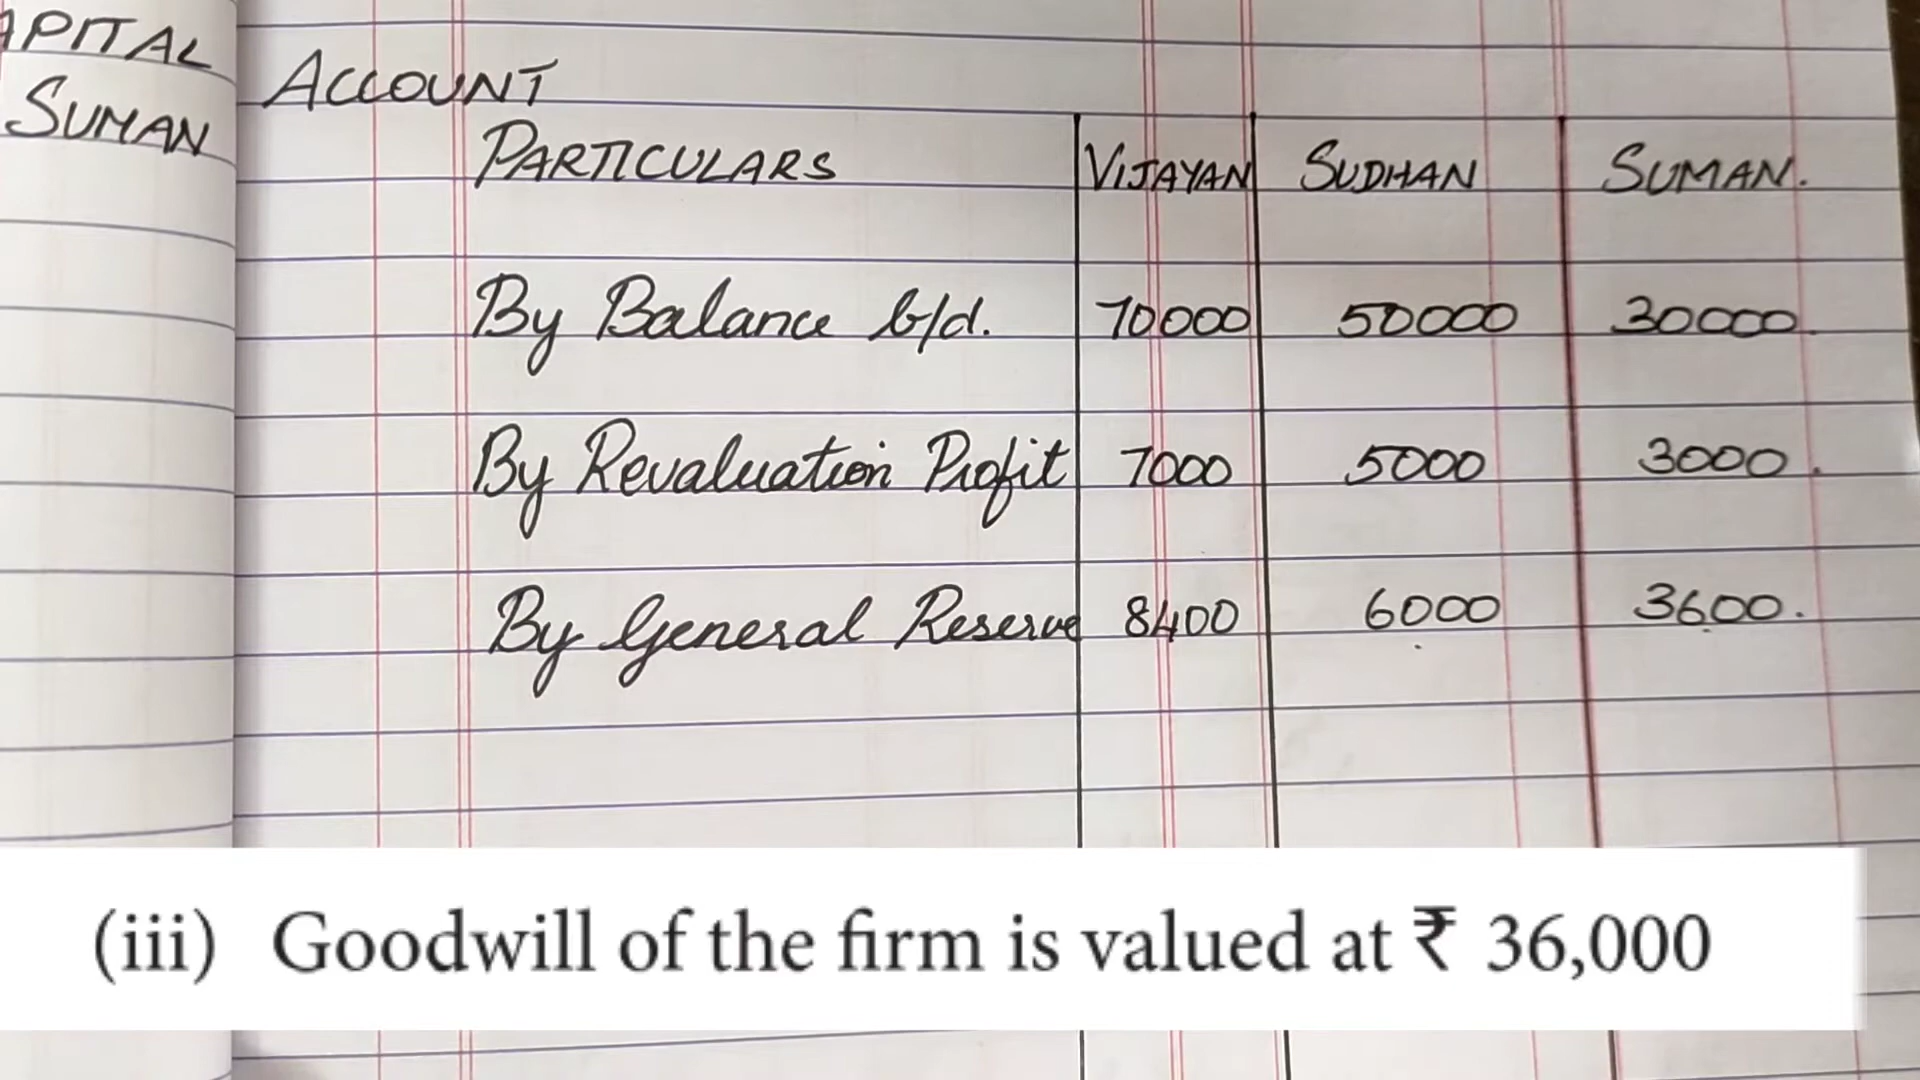 APITAL ACCOUNT
SUMAN PARTICULARS VIJAYAN SUDHAN SUMAN.
By Balance b/d. 70000 50000 30000.
By Revaluation Profit 7000 5000 3000.
By General Reserve 8400 6000 3600.
(iii) Goodwill of the firm is valued at ₹ 36,000